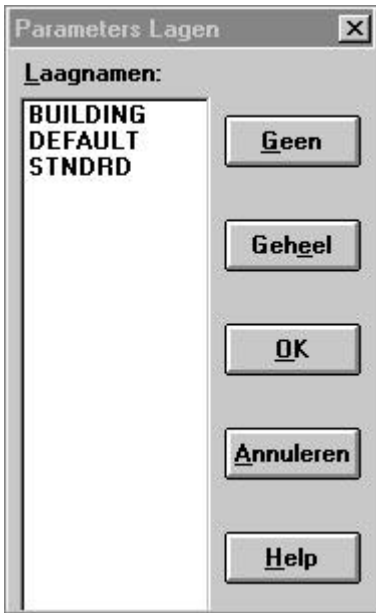 Parameters Lagen
Laagnamen:
BUILDING
DEFAULT
STNDRD
Geen
Geheel
OK
Annuleren
Help